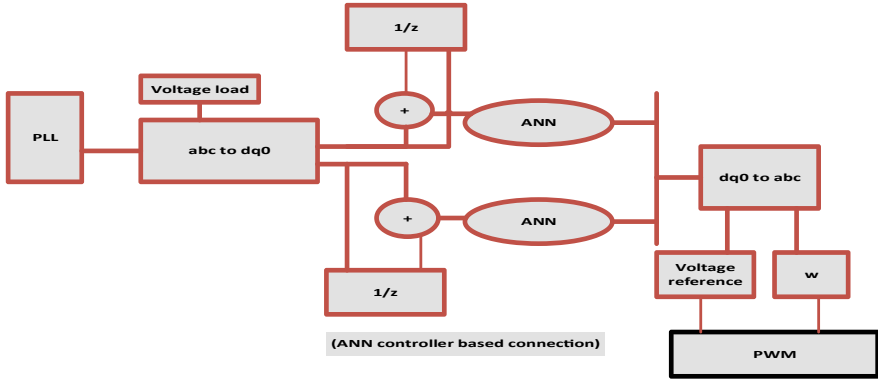 1/z
Voltage load
+
ANN
PLL
abc to dq0
dq0 to abc
+
ANN
Voltage
reference
w
1/z
(ANN controller based connection)
PWM